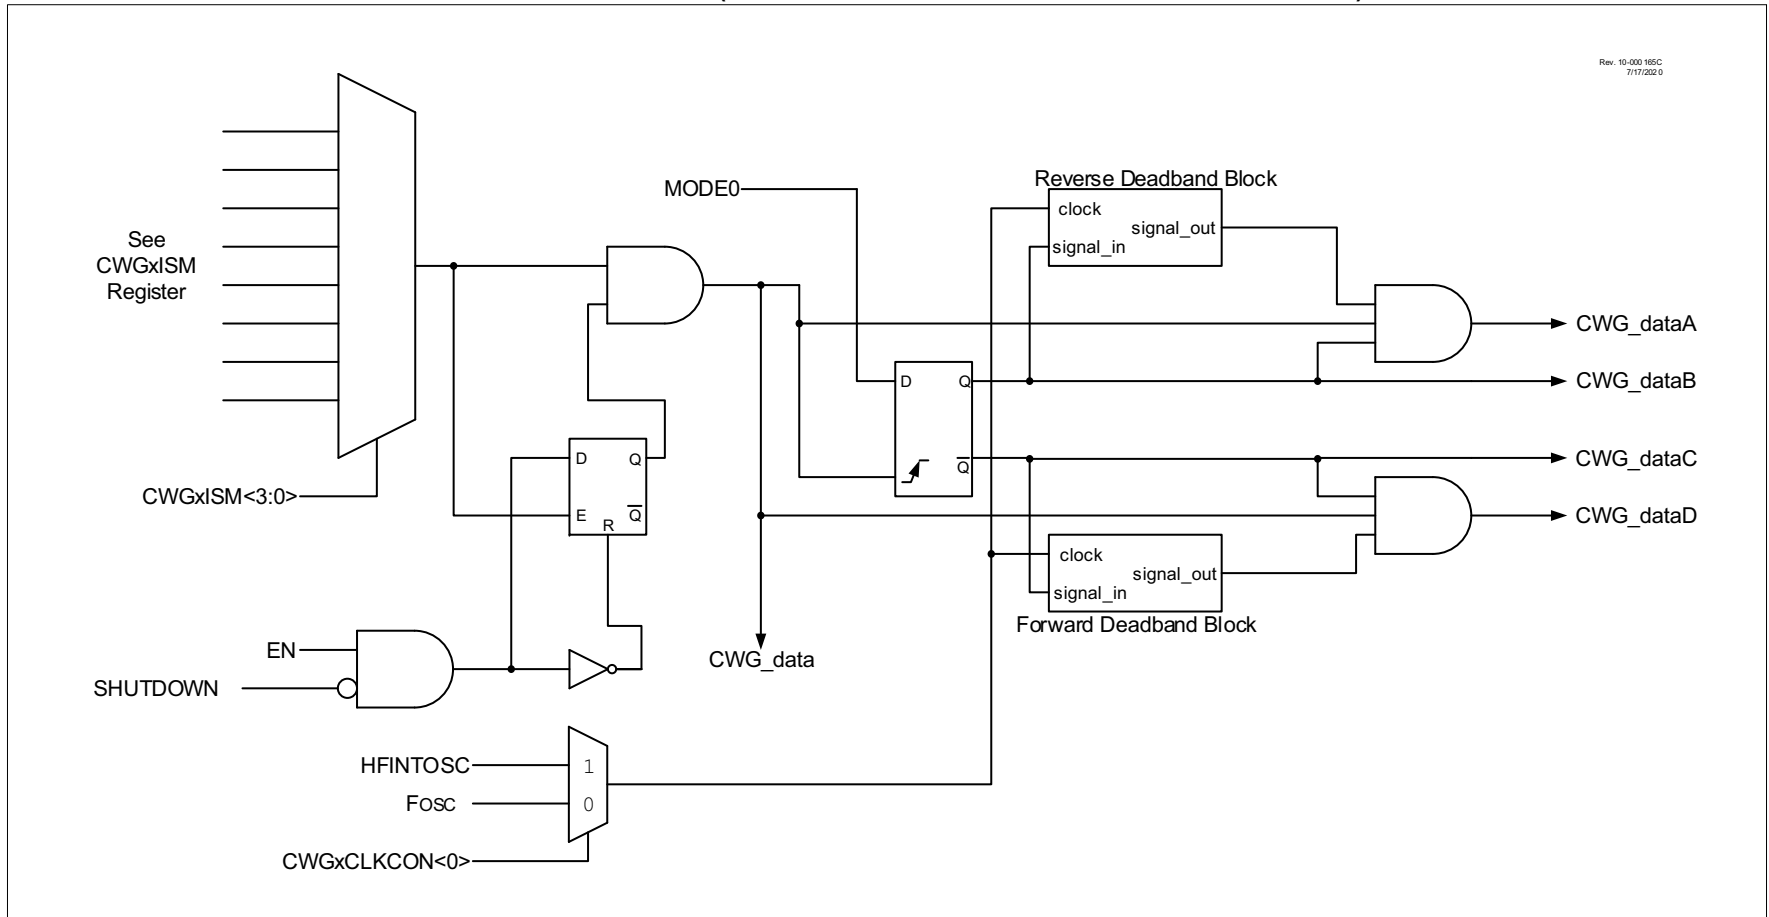 Rev. 10-000 165C
7/17/202 0
See
CWGxISM
Register
CWGxISM<3:0>
MODE0
Reverse Deadband Block
clock
signal_out
signal_in
CWG_dataA
D
Q
CWG_dataB
Q
CWG_dataC
D
Q
E
Q
R
CWG_dataD
clock
signal_out
signal_in
Forward Deadband Block
EN
SHUTDOWN
CWG_data
HFINTOSC
1
FOSC
0
CWGxCLKCON<0>